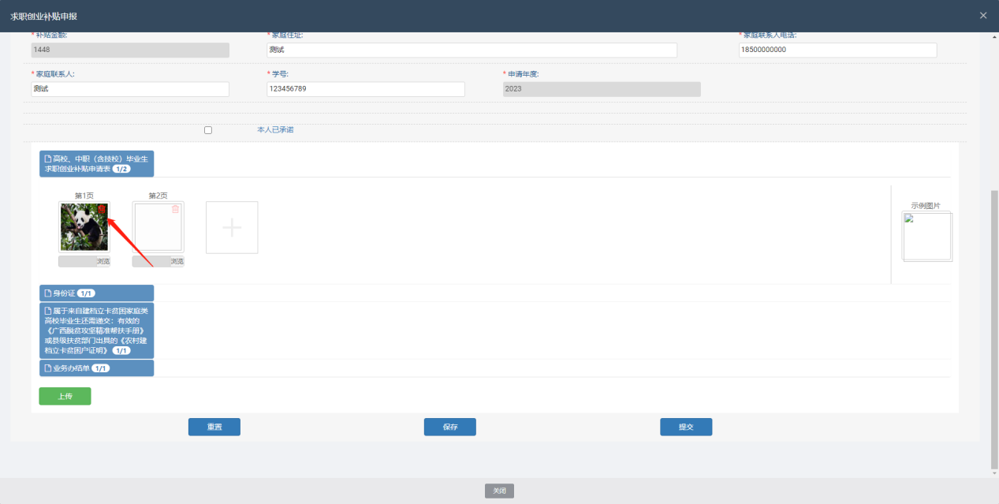 求职创业补贴申报
* 补贴金额: * 家庭住址: * 家庭联系人电话:
1448 测试 18500000000
* 家庭联系人: * 学号: * 申请年度:
测试 123456789 2023
本人已承诺
高校、中职（含技校）毕业生
求职创业补贴申请表 1/2
第1页 第2页
示例图片
浏览 浏览
身份证 1/1
属于来自建档立卡贫困家庭类
高校毕业生还需递交：有效的
《广西脱贫攻坚精准帮扶手册》
或县级扶贫部门出具的《农村建
档立卡贫困户证明》 1/1
业务办结单 1/1
上传
重置 保存 提交
关闭